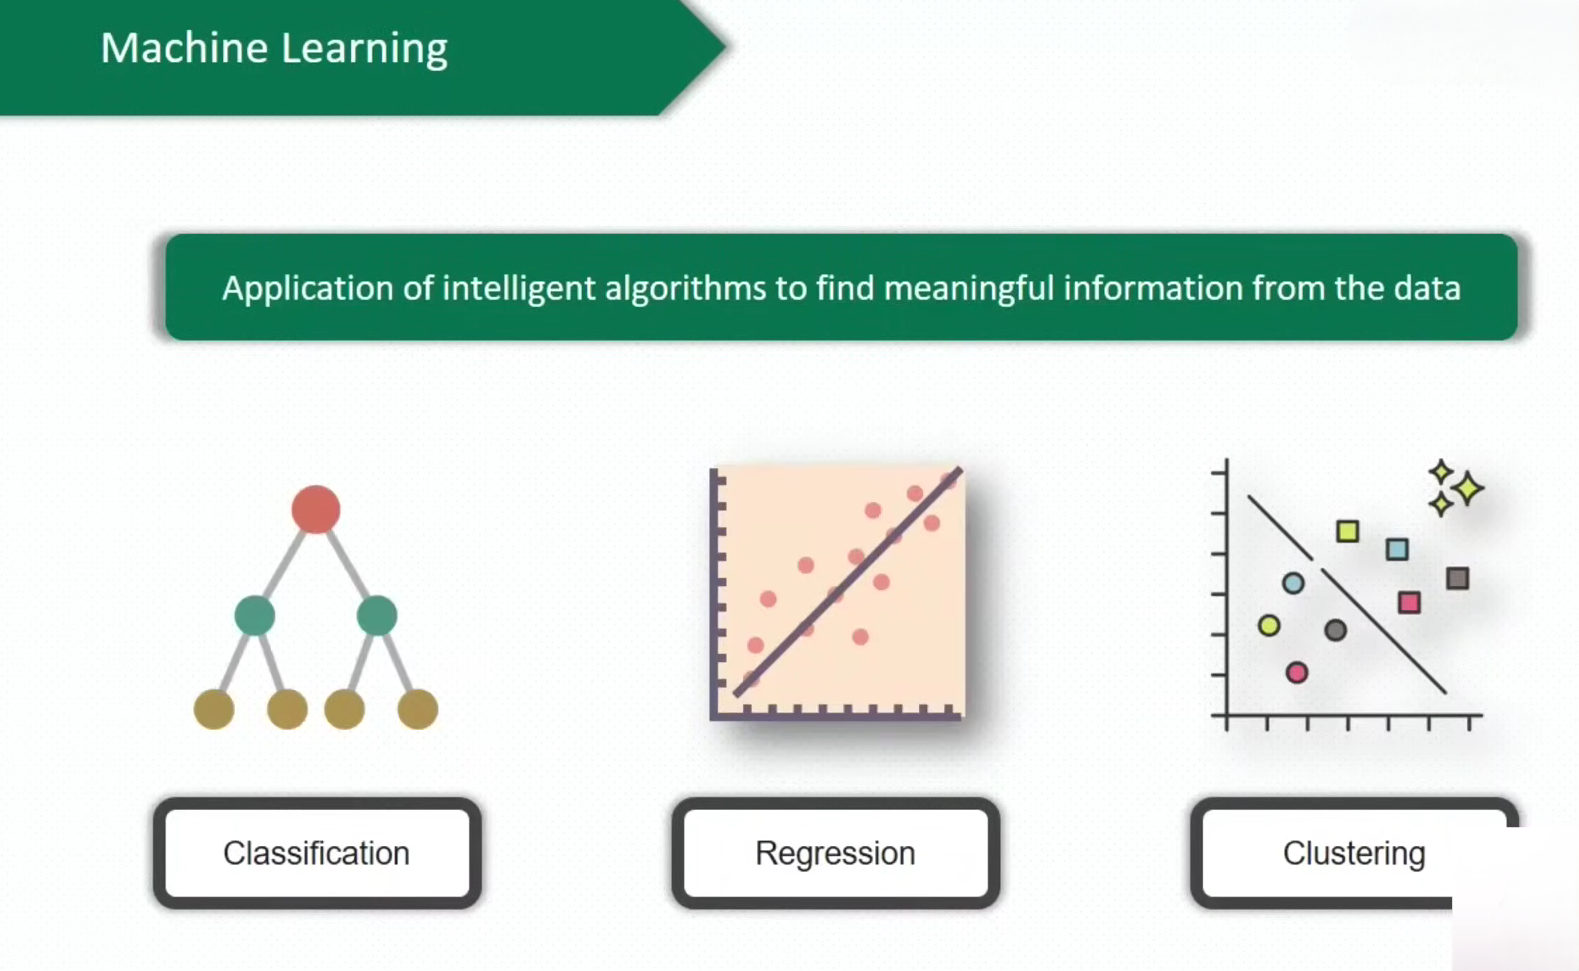 Machine Learning
Application of intelligent algorithms to find meaningful information from the data
Classification
Regression
Clustering